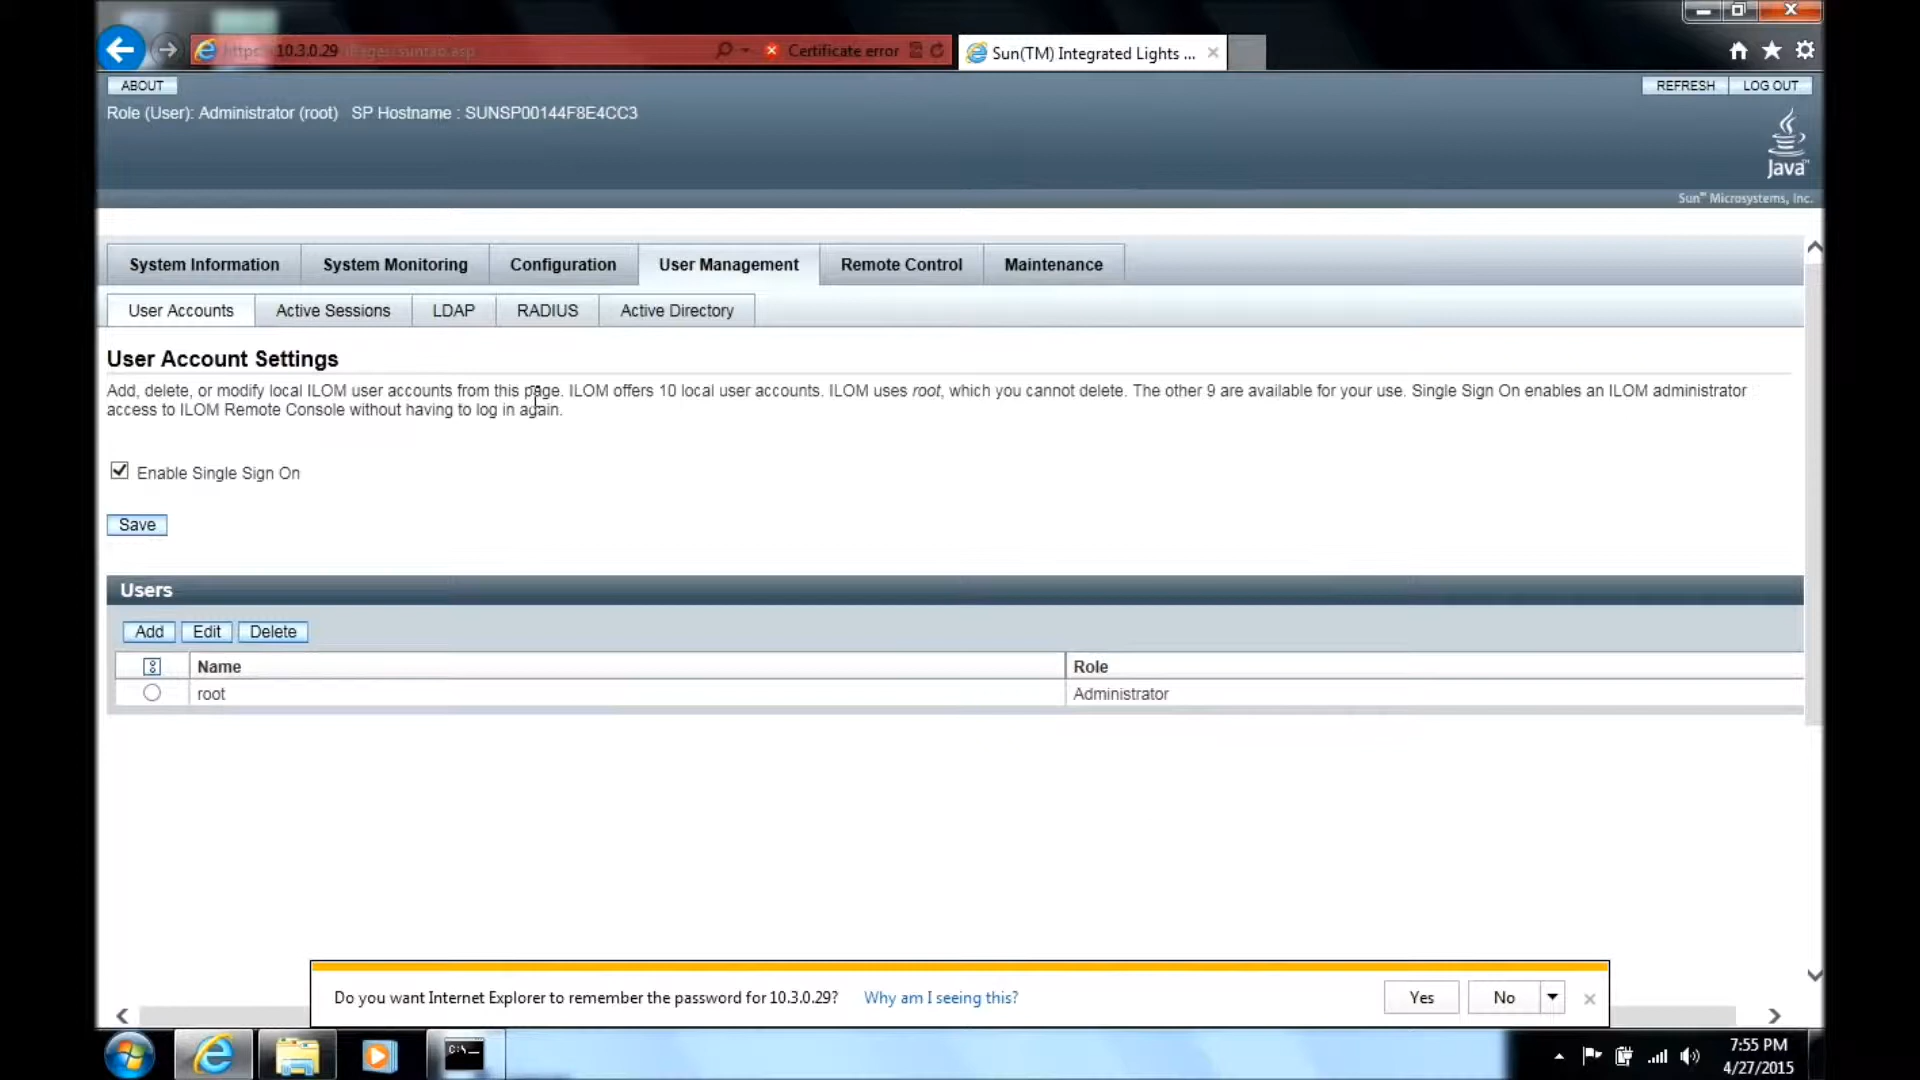 10.3.0.29
Certificate error
Sun(TM) Integrated Lights ...
ABOUT
REFRESH
LOG OUT
Role (User): Administrator (root) SP Hostname : SUNSP00144F8E4CC3
Java™
Sun™ Microsystems, Inc.
System Information
System Monitoring
Configuration
User Management
Remote Control
Maintenance
User Accounts
Active Sessions
LDAP
RADIUS
Active Directory
User Account Settings
Add, delete, or modify local ILOM user accounts from this page. ILOM offers 10 local user accounts. ILOM uses root, which you cannot delete. The other 9 are available for your use. Single Sign On enables an ILOM administrator
access to ILOM Remote Console without having to log in again.
Enable Single Sign On
Save
Users
Add
Edit
Delete
Name
Role
root
Administrator
Do you want Internet Explorer to remember the password for 10.3.0.29?
Why am I seeing this?
Yes
No
C:\_
7:55 PM
4/27/2015